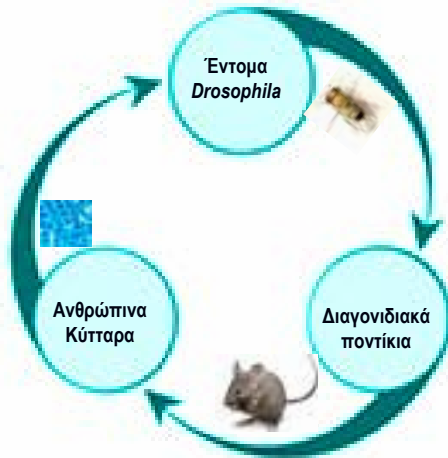 Έντομα
Drosophila
Διαγονιδιακά
ποντίκια
Ανθρώπινα
Κύτταρα